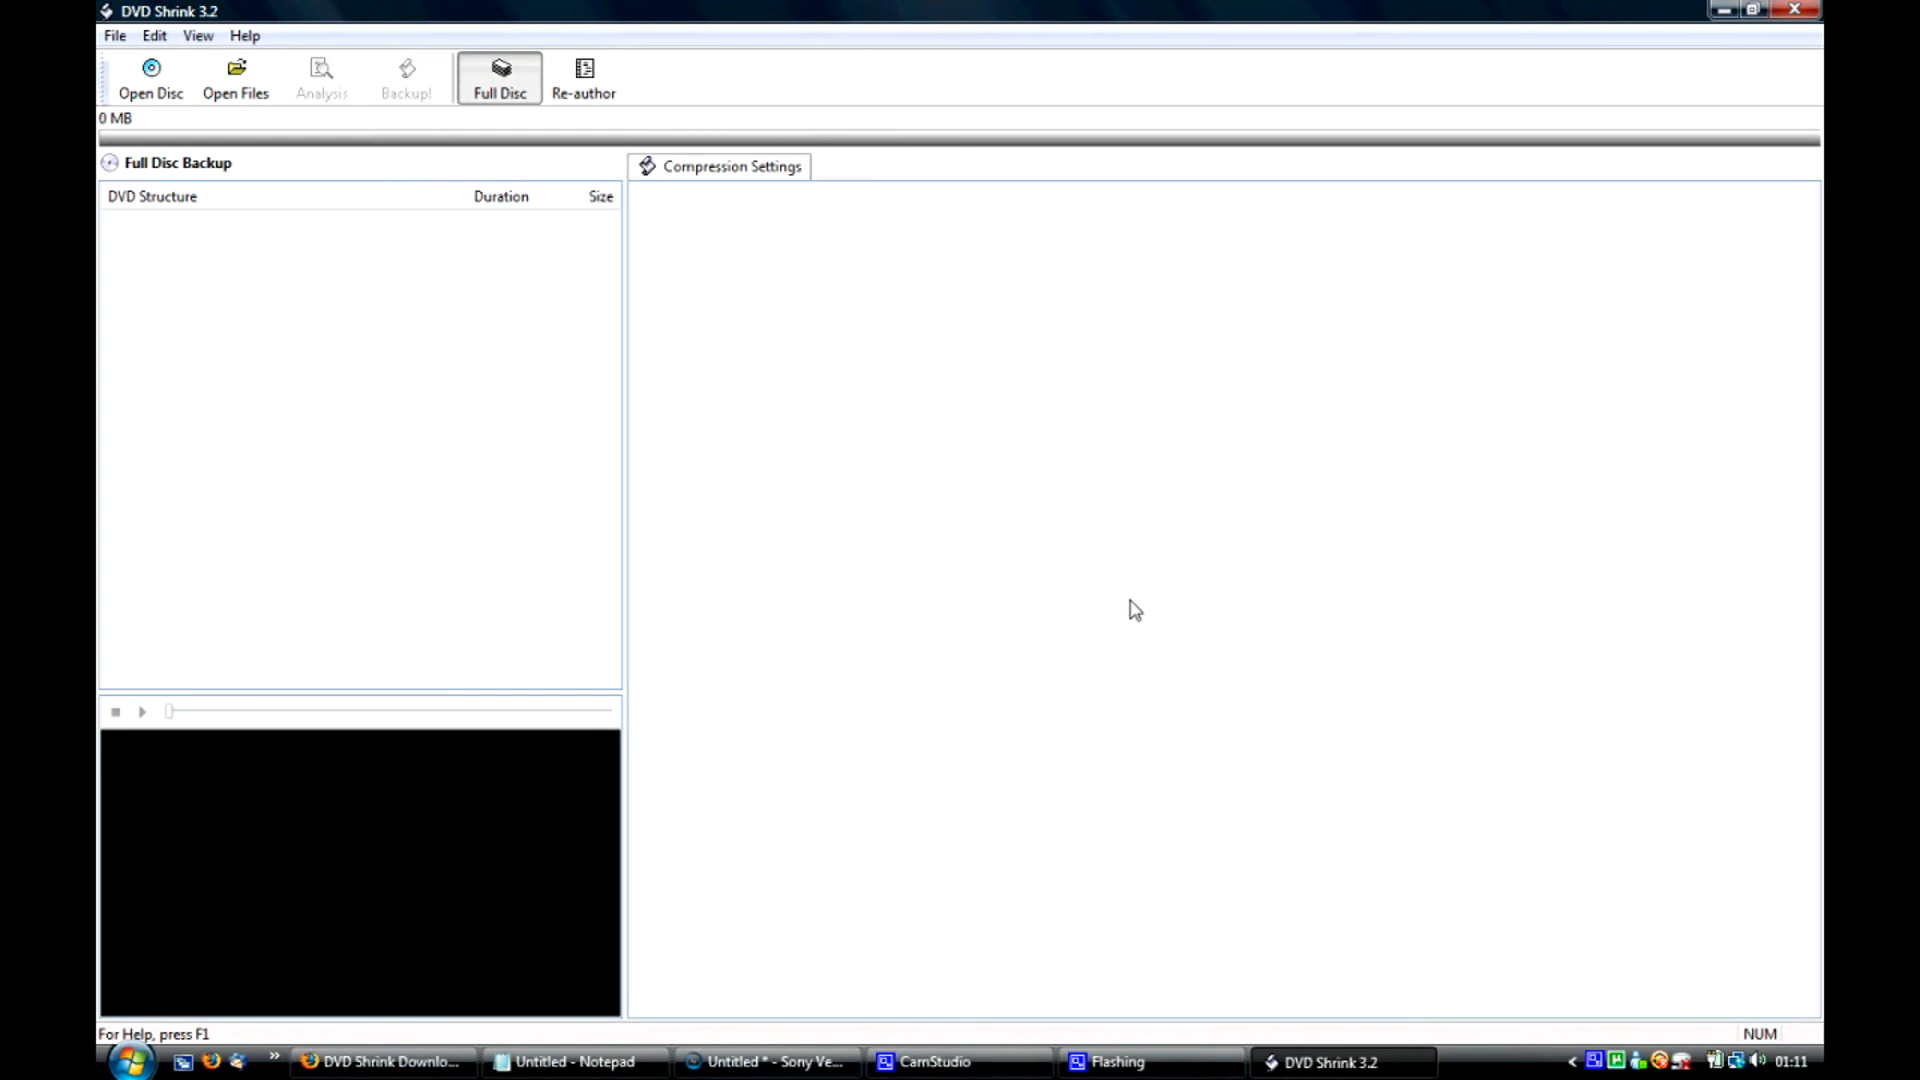 DVD Shrink 3.2
File Edit View Help
Open Disc Open Files Analysis Backup! Full Disc Re-author
0 MB
Full Disc Backup
Compression Settings
DVD Structure Duration Size
For Help, press F1
NUM
» DVD Shrink Downlo... Untitled - Notepad Untitled * - Sony Ve... CamStudio Flashing DVD Shrink 3.2 < 01:11